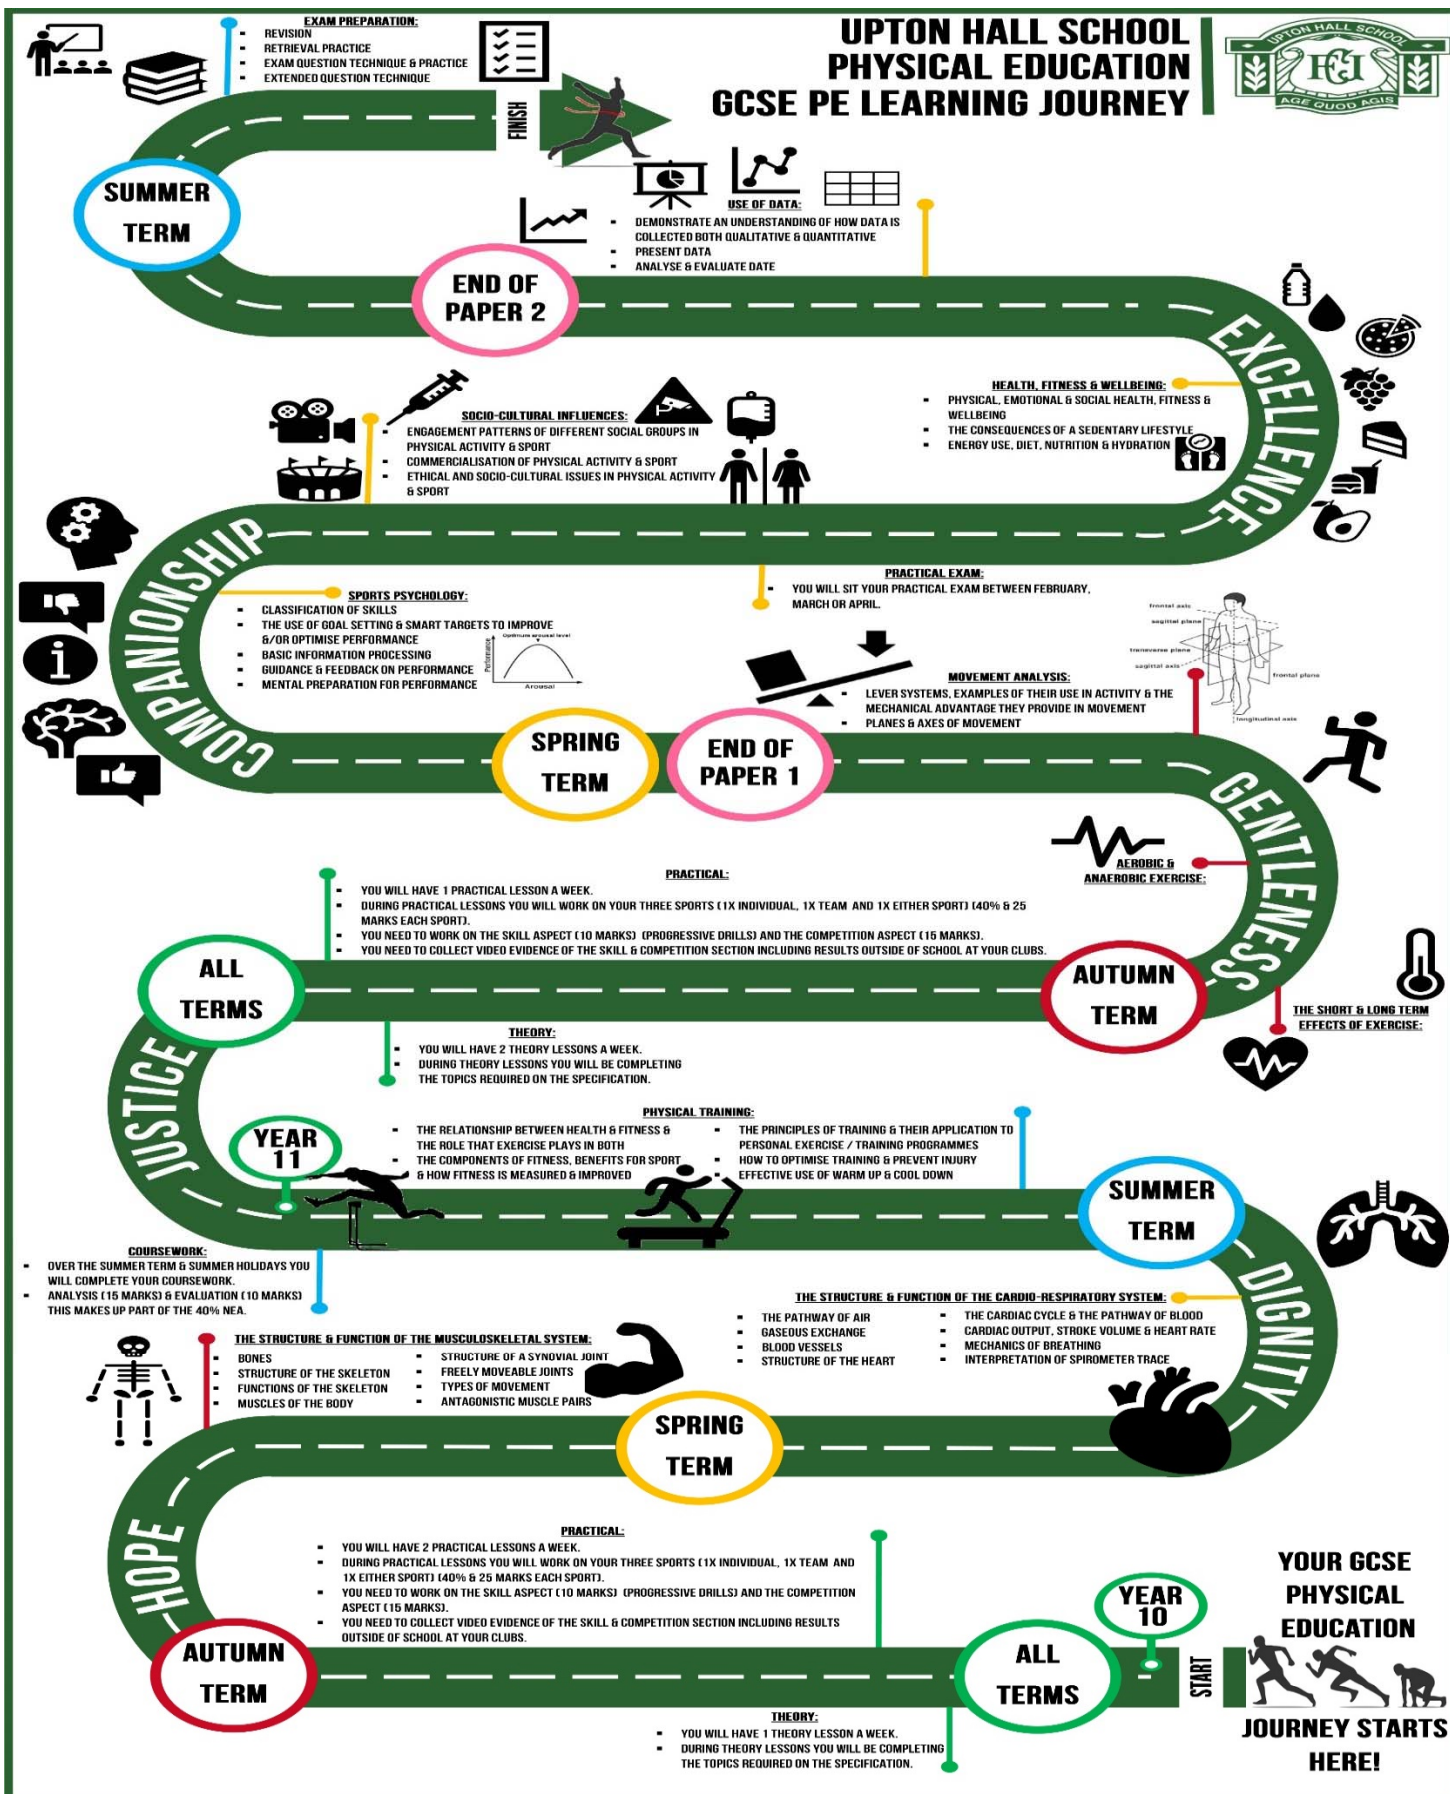 EXAM PREPARATION:
REVISION
RETRIEVAL PRACTICE
EXAM QUESTION TECHNIQUE & PRACTICE
EXTENDED QUESTION TECHNIQUE
UPTON HALL SCHOOL
PHYSICAL EDUCATION
GCSE PE LEARNING JOURNEY
UPTON HALL SCHOOL
FCJ
AGE QUOD AGIS
FINISH
SUMMER
TERM
USE OF DATA:
DEMONSTRATE AN UNDERSTANDING OF HOW DATA IS
COLLECTED BOTH QUALITATIVE & QUANTITATIVE
PRESENT DATA
ANALYSE & EVALUATE DATE
END OF
PAPER 2
EXCELLENCE
HEALTH, FITNESS & WELLBEING:
PHYSICAL, EMOTIONAL & SOCIAL HEALTH, FITNESS &
WELLBEING
THE CONSEQUENCES OF A SEDENTARY LIFESTYLE
ENERGY USE, DIET, NUTRITION & HYDRATION
SOCIO-CULTURAL INFLUENCES:
ENGAGEMENT PATTERNS OF DIFFERENT SOCIAL GROUPS IN
PHYSICAL ACTIVITY & SPORT
COMMERCIALISATION OF PHYSICAL ACTIVITY & SPORT
ETHICAL AND SOCIO-CULTURAL ISSUES IN PHYSICAL ACTIVITY
& SPORT
COMPANIONSHIP
PRACTICAL EXAM:
YOU WILL SIT YOUR PRACTICAL EXAM BETWEEN FEBRUARY,
MARCH OR APRIL.
SPORTS PSYCHOLOGY:
CLASSIFICATION OF SKILLS
THE USE OF GOAL SETTING & SMART TARGETS TO IMPROVE
&/OR OPTIMISE PERFORMANCE
BASIC INFORMATION PROCESSING
GUIDANCE & FEEDBACK ON PERFORMANCE
MENTAL PREPARATION FOR PERFORMANCE
Optimum arousal level
Performance
Arousal
i
frontal axis
sagittal plane
transverse plane
sagittal axis
frontal plane
longitudinal axis
MOVEMENT ANALYSIS:
LEVER SYSTEMS, EXAMPLES OF THEIR USE IN ACTIVITY & THE
MECHANICAL ADVANTAGE THEY PROVIDE IN MOVEMENT
PLANES & AXES OF MOVEMENT
SPRING
TERM
END OF
PAPER 1
GENTLENESS
AEROBIC &
ANAEROBIC EXERCISE:
PRACTICAL:
YOU WILL HAVE 1 PRACTICAL LESSON A WEEK.
DURING PRACTICAL LESSONS YOU WILL WORK ON YOUR THREE SPORTS (1X INDIVIDUAL, 1X TEAM AND 1X EITHER SPORT) (40% & 25
MARKS EACH SPORT).
YOU NEED TO WORK ON THE SKILL ASPECT (10 MARKS) (PROGRESSIVE DRILLS) AND THE COMPETITION ASPECT (15 MARKS).
YOU NEED TO COLLECT VIDEO EVIDENCE OF THE SKILL & COMPETITION SECTION INCLUDING RESULTS OUTSIDE OF SCHOOL AT YOUR CLUBS.
ALL
TERMS
AUTUMN
TERM
THE SHORT & LONG TERM
EFFECTS OF EXERCISE:
THEORY:
YOU WILL HAVE 2 THEORY LESSONS A WEEK.
DURING THEORY LESSONS YOU WILL BE COMPLETING
THE TOPICS REQUIRED ON THE SPECIFICATION.
JUSTICE
YEAR
11
PHYSICAL TRAINING:
THE RELATIONSHIP BETWEEN HEALTH & FITNESS &
THE ROLE THAT EXERCISE PLAYS IN BOTH
THE COMPONENTS OF FITNESS, BENEFITS FOR SPORT
& HOW FITNESS IS MEASURED & IMPROVED
THE PRINCIPLES OF TRAINING & THEIR APPLICATION TO
PERSONAL EXERCISE / TRAINING PROGRAMMES
HOW TO OPTIMISE TRAINING & PREVENT INJURY
EFFECTIVE USE OF WARM UP & COOL DOWN
SUMMER
TERM
COURSEWORK:
OVER THE SUMMER TERM & SUMMER HOLIDAYS YOU
WILL COMPLETE YOUR COURSEWORK.
ANALYSIS (15 MARKS) & EVALUATION (10 MARKS)
THIS MAKES UP PART OF THE 40% NEA.
DIGNITY
THE STRUCTURE & FUNCTION OF THE CARDIO-RESPIRATORY SYSTEM:
THE PATHWAY OF AIR
GASEOUS EXCHANGE
BLOOD VESSELS
STRUCTURE OF THE HEART
THE CARDIAC CYCLE & THE PATHWAY OF BLOOD
CARDIAC OUTPUT, STROKE VOLUME & HEART RATE
MECHANICS OF BREATHING
INTERPRETATION OF SPIROMETER TRACE
THE STRUCTURE & FUNCTION OF THE MUSCULOSKELETAL SYSTEM:
BONES
STRUCTURE OF THE SKELETON
FUNCTIONS OF THE SKELETON
MUSCLES OF THE BODY
STRUCTURE OF A SYNOVIAL JOINT
FREELY MOVEABLE JOINTS
TYPES OF MOVEMENT
ANTAGONISTIC MUSCLE PAIRS
SPRING
TERM
HOPE
PRACTICAL:
YOU WILL HAVE 2 PRACTICAL LESSONS A WEEK.
DURING PRACTICAL LESSONS YOU WILL WORK ON YOUR THREE SPORTS (1X INDIVIDUAL, 1X TEAM AND
1X EITHER SPORT) (40% & 25 MARKS EACH SPORT).
YOU NEED TO WORK ON THE SKILL ASPECT (10 MARKS) (PROGRESSIVE DRILLS) AND THE COMPETITION
ASPECT (15 MARKS).
YOU NEED TO COLLECT VIDEO EVIDENCE OF THE SKILL & COMPETITION SECTION INCLUDING RESULTS
OUTSIDE OF SCHOOL AT YOUR CLUBS.
AUTUMN
TERM
ALL
TERMS
YEAR
10
START
YOUR GCSE
PHYSICAL
EDUCATION
JOURNEY STARTS
HERE!
THEORY:
YOU WILL HAVE 1 THEORY LESSON A WEEK.
DURING THEORY LESSONS YOU WILL BE COMPLETING
THE TOPICS REQUIRED ON THE SPECIFICATION.